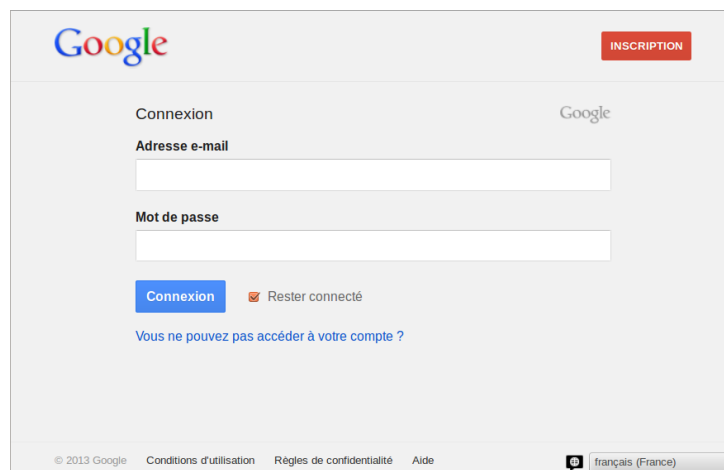 Google
INSCRIPTION
Connexion Google
Adresse e-mail
Mot de passe
Connexion Rester connecté
Vous ne pouvez pas accéder à votre compte ?
© 2013 Google Conditions d'utilisation Règles de confidentialité Aide français (France)